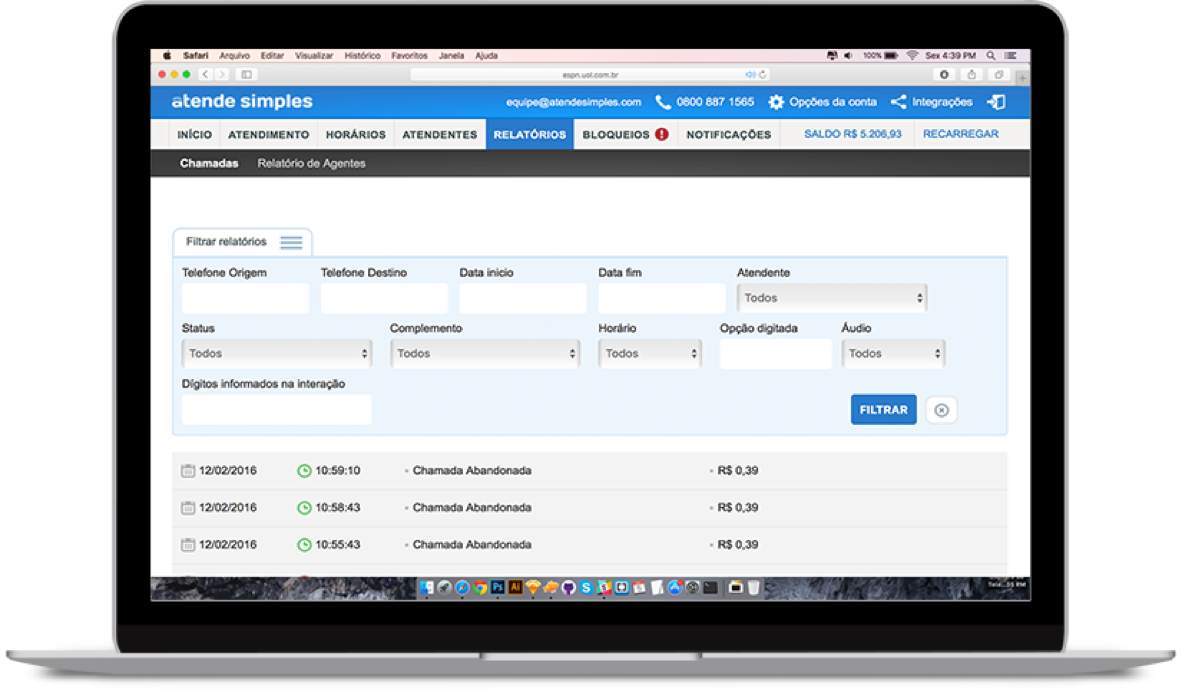 Safari Arquivo Editar Visualizar Histórico Favoritos Janela Ajuda 100% Sex 4:39 PM
espn.uol.com.br
atende simples equipe@atendesimples.com 0800 887 1565 Opções da conta Integrações
INÍCIO ATENDIMENTO HORÁRIOS ATENDENTES RELATÓRIOS BLOQUEIOS NOTIFICAÇÕES SALDO R$ 5.206,93 RECARREGAR
Chamadas Relatório de Agentes
Filtrar relatórios
Telefone Origem Telefone Destino Data inicio Data fim Atendente
Todos
Status Complemento Horário Opção digitada Áudio
Todos Todos Todos Todos
Dígitos informados na interação
FILTRAR
12/02/2016 10:59:10 - Chamada Abandonada - R$ 0,39
12/02/2016 10:58:43 - Chamada Abandonada - R$ 0,39
12/02/2016 10:55:43 - Chamada Abandonada - R$ 0,39
Ps Ai